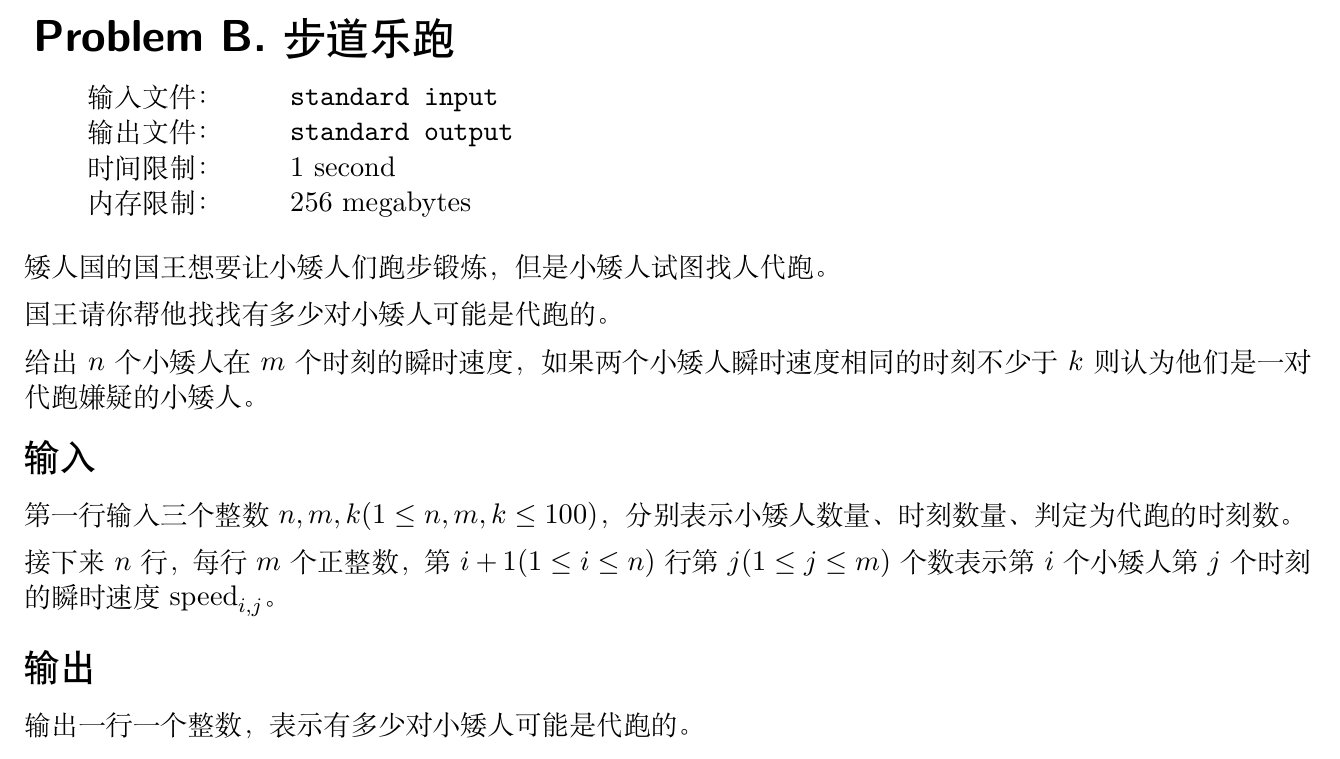 Problem B. 步道乐跑
输入文件： standard input
输出文件： standard output
时间限制： 1 second
内存限制： 256 megabytes
矮人国的国王想要让小矮人们跑步锻炼，但是小矮人试图找人代跑。
国王请你帮他找找有多少对小矮人可能是代跑的。
给出 n 个小矮人在 m 个时刻的瞬时速度，如果两个小矮人瞬时速度相同的时刻不少于 k 则认为他们是一对
代跑嫌疑的小矮人。
输入
第一行输入三个整数 n, m, k(1 ≤ n, m, k ≤ 100)，分别表示小矮人数量、时刻数量、判定为代跑的时刻数。
接下来 n 行，每行 m 个正整数，第 i + 1(1 ≤ i ≤ n) 行第 j(1 ≤ j ≤ m) 个数表示第 i 个小矮人第 j 个时刻
的瞬时速度 speed_{i,j}。
输出
输出一行一个整数，表示有多少对小矮人可能是代跑的。